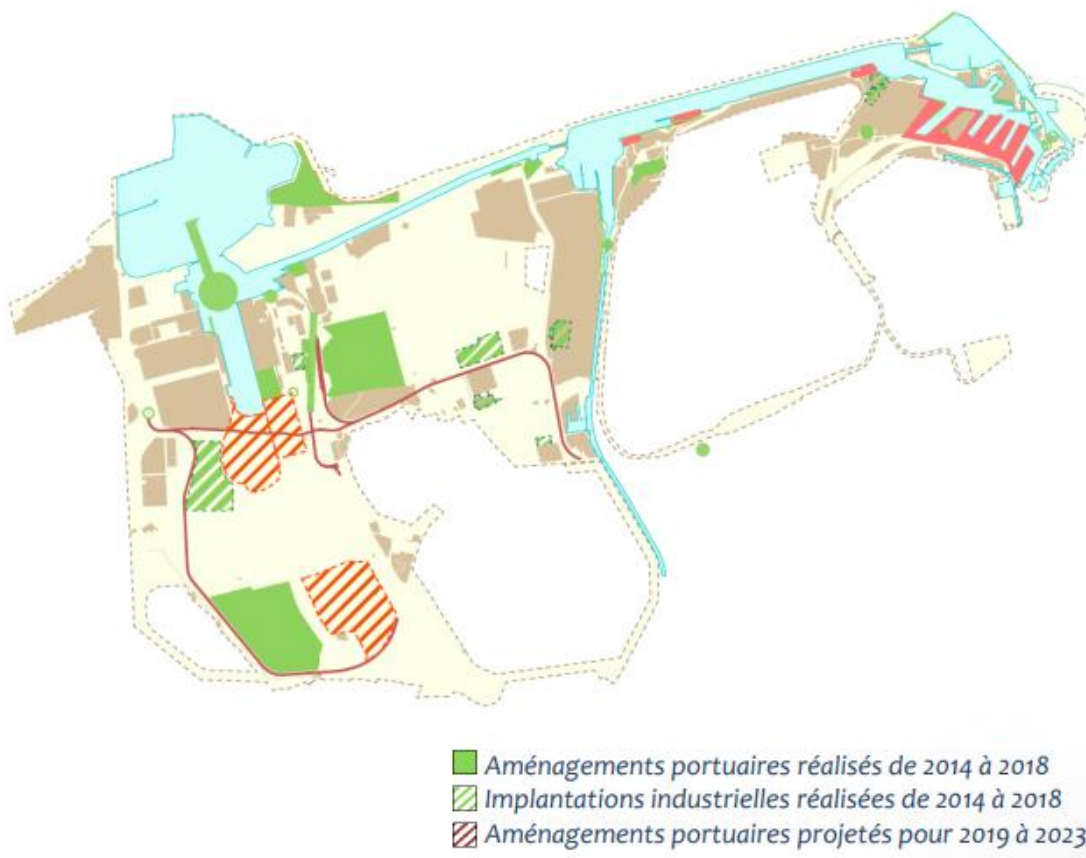 Aménagements portuaires réalisés de 2014 à 2018
Implantations industrielles réalisées de 2014 à 2018
Aménagements portuaires projetés pour 2019 à 2023